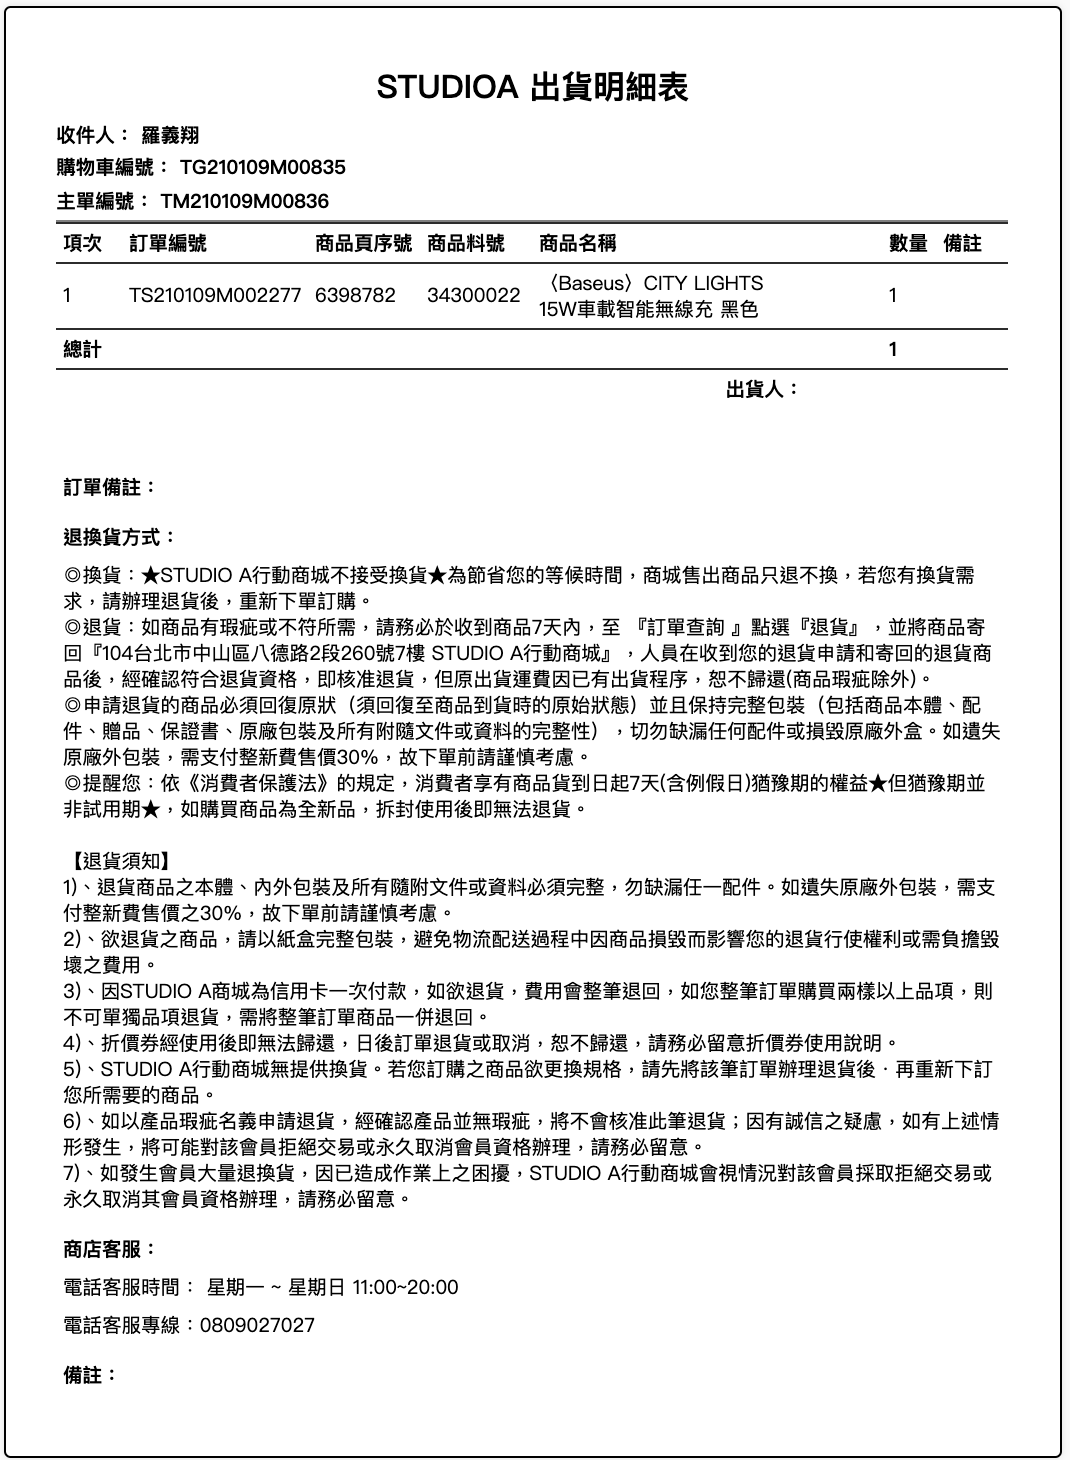 STUDIOA 出貨明細表
收件人： 羅義翔
購物車編號： TG210109M00835
主單編號： TM210109M00836
項次 訂單編號 商品頁序號 商品料號 商品名稱 數量 備註
1 TS210109M002277 6398782 34300022 〈Baseus〉CITY LIGHTS 15W車載智能無線充 黑色 1
總計 1
出貨人：
訂單備註：
退換貨方式：
◎換貨：★STUDIO A行動商城不接受換貨★為節省您的等候時間，商城售出商品只退不換，若您有換貨需
求，請辦理退貨後，重新下單訂購。
◎退貨：如商品有瑕疵或不符所需，請務必於收到商品7天內，至 『訂單查詢 』點選『退貨』，並將商品寄
回『104台北市中山區八德路2段260號7樓 STUDIO A行動商城』，人員在收到您的退貨申請和寄回的退貨商
品後，經確認符合退貨資格，即核准退貨，但原出貨運費因已有出貨程序，恕不歸還(商品瑕疵除外)。
◎申請退貨的商品必須回復原狀（須回復至商品到貨時的原始狀態）並且保持完整包裝（包括商品本體、配
件、贈品、保證書、原廠包裝及所有附隨文件或資料的完整性），切勿缺漏任何配件或損毀原廠外盒。如遺失
原廠外包裝，需支付整新費售價30%，故下單前請謹慎考慮。
◎提醒您：依《消費者保護法》的規定，消費者享有商品貨到日起7天(含例假日)猶豫期的權益★但猶豫期並
非試用期★，如購買商品為全新品，拆封使用後即無法退貨。
【退貨須知】
1)、退貨商品之本體、內外包裝及所有隨附文件或資料必須完整，勿缺漏任一配件。如遺失原廠外包裝，需支
付整新費售價之30%，故下單前請謹慎考慮。
2)、欲退貨之商品，請以紙盒完整包裝，避免物流配送過程中因商品損毀而影響您的退貨行使權利或需負擔毀
壞之費用。
3)、因STUDIO A商城為信用卡一次付款，如欲退貨，費用會整筆退回，如您整筆訂單購買兩樣以上品項，則
不可單獨品項退貨，需將整筆訂單商品一併退回。
4)、折價券經使用後即無法歸還，日後訂單退貨或取消，恕不歸還，請務必留意折價券使用說明。
5)、STUDIO A行動商城無提供換貨。若您訂購之商品欲更換規格，請先將該筆訂單辦理退貨後‧再重新下訂
您所需要的商品。
6)、如以產品瑕疵名義申請退貨，經確認產品並無瑕疵，將不會核准此筆退貨；因有誠信之疑慮，如有上述情
形發生，將可能對該會員拒絕交易或永久取消會員資格辦理，請務必留意。
7)、如發生會員大量退換貨，因已造成作業上之困擾，STUDIO A行動商城會視情況對該會員採取拒絕交易或
永久取消其會員資格辦理，請務必留意。
商店客服：
電話客服時間： 星期一 ~ 星期日 11:00~20:00
電話客服專線：0809027027
備註：